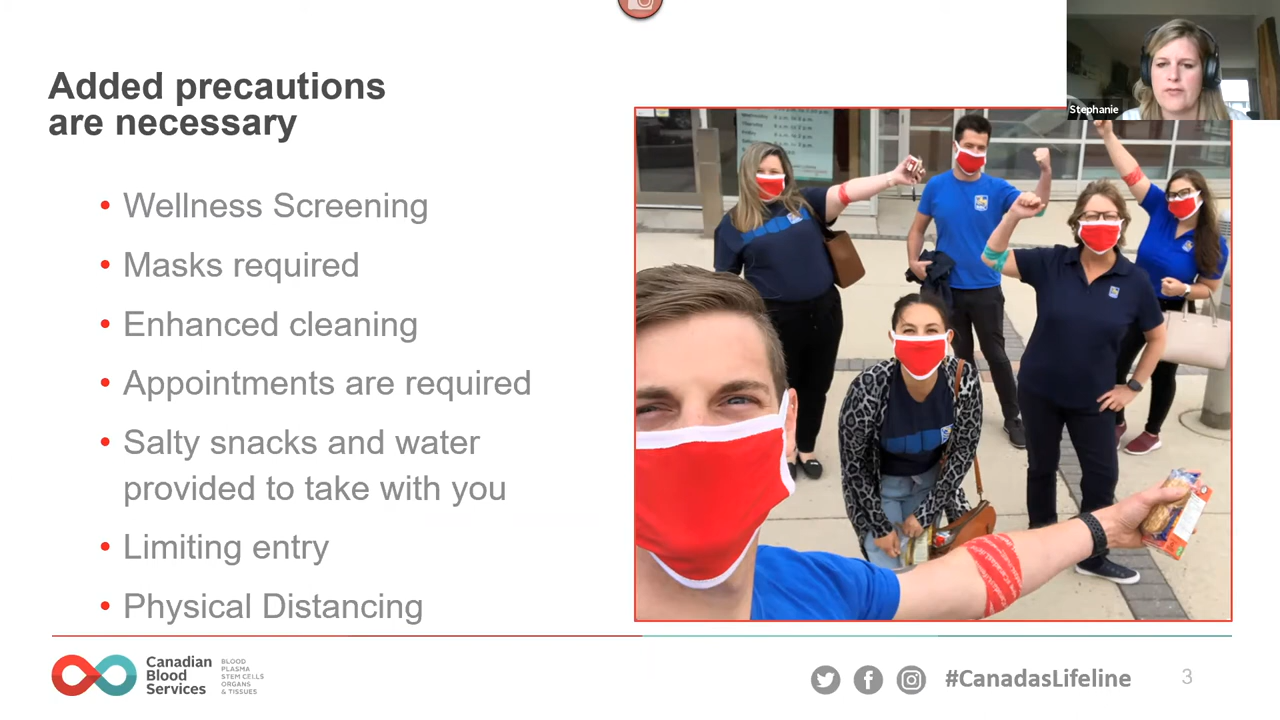 Stephanie
Added precautions
are necessary
• Wellness Screening
• Masks required
• Enhanced cleaning
• Appointments are required
• Salty snacks and water
provided to take with you
• Limiting entry
• Physical Distancing
Canadian
Blood
Services
BLOOD
PLASMA
STEM CELLS
ORGANS
& TISSUES
#CanadasLifeline
3